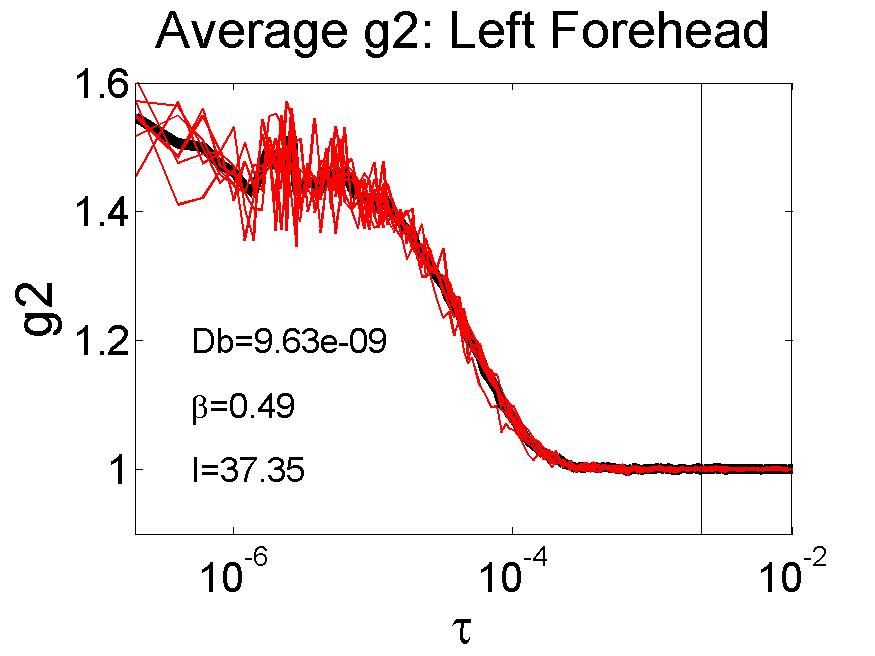 Average g2: Left Forehead
1.6
1.4
1.2
1
g2
Db=9.63e-09
β=0.49
I=37.35
10^-6
10^-4
10^-2
τ